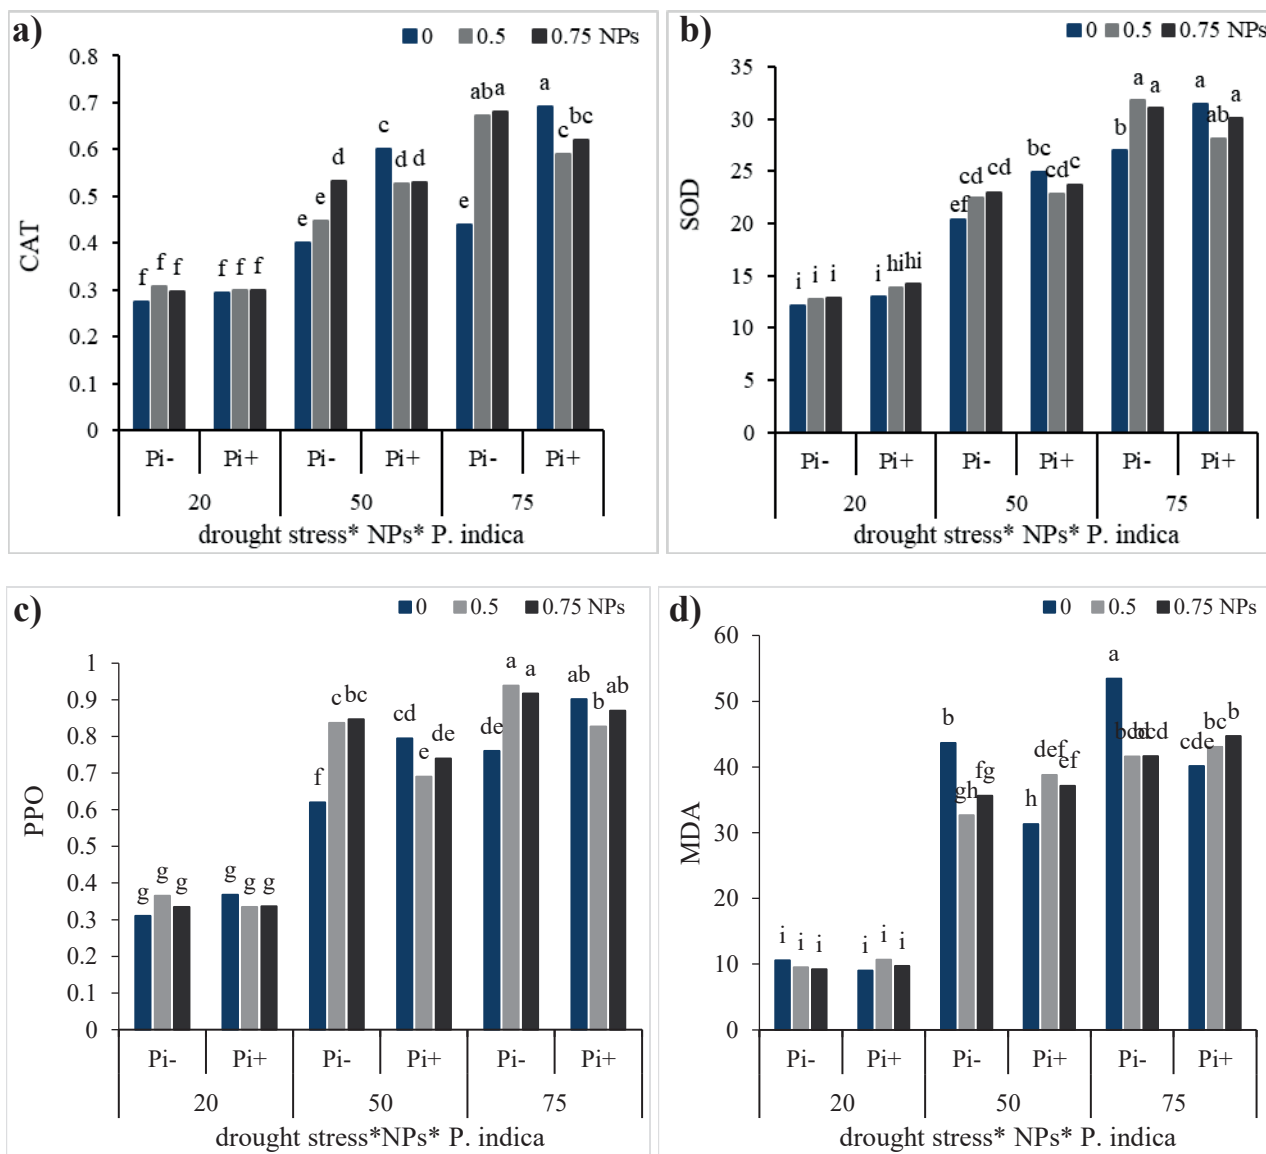 a)
0 0.5 0.75 NPs
0.8
0.7
0.6
0.5
0.4
0.3
0.2
0.1
0
CAT
f f f f f f e e d c d d e ab a a c bc
Pi- Pi+ Pi- Pi+ Pi- Pi+
20 50 75
drought stress* NPs* P. indica
b)
0 0.5 0.75 NPs
35
30
25
20
15
10
5
0
SOD
i i i i hi hi ef cd cd bc cd c b a a a ab a
Pi- Pi+ Pi- Pi+ Pi- Pi+
20 50 75
drought stress* NPs* P. indica
c)
0 0.5 0.75 NPs
1
0.9
0.8
0.7
0.6
0.5
0.4
0.3
0.2
0.1
0
PPO
g g g g g g f c bc cd e de de a a ab b ab
Pi- Pi+ Pi- Pi+ Pi- Pi+
20 50 75
drought stress*NPs* P. indica
d)
0 0.5 0.75 NPs
60
50
40
30
20
10
0
MDA
i i i i i i b gh fg h def ef a bcd bcd cde bc b
Pi- Pi+ Pi- Pi+ Pi- Pi+
20 50 75
drought stress* NPs* P. indica